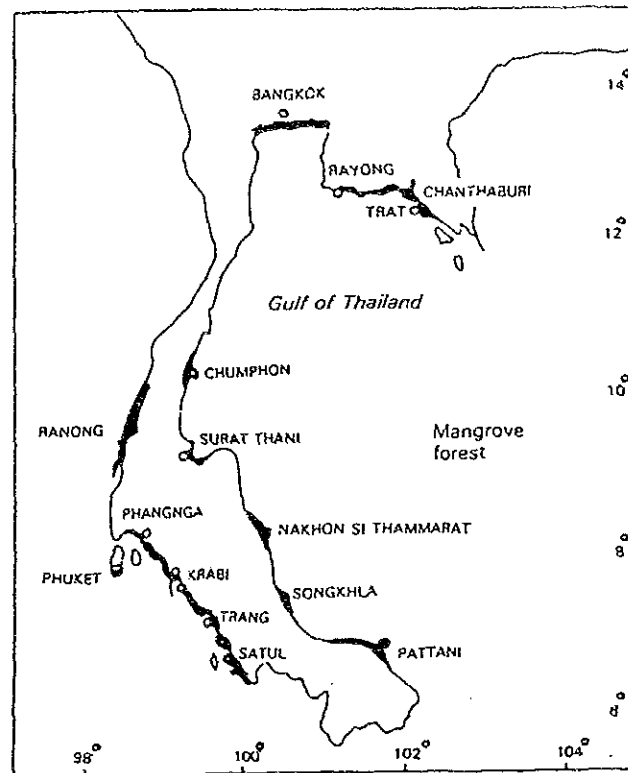 BANGKOK
14°
RAYONG
CHANTHABURI
TRAT
12°
Gulf of Thailand
CHUMPHON
10°
RANONG
SURAT THANI
Mangrove
forest
PHANGNGA
NAKHON SI THAMMARAT
8°
PHUKET
KRABI
SONGKHLA
TRANG
SATUL
PATTANI
98°
100°
102°
104°